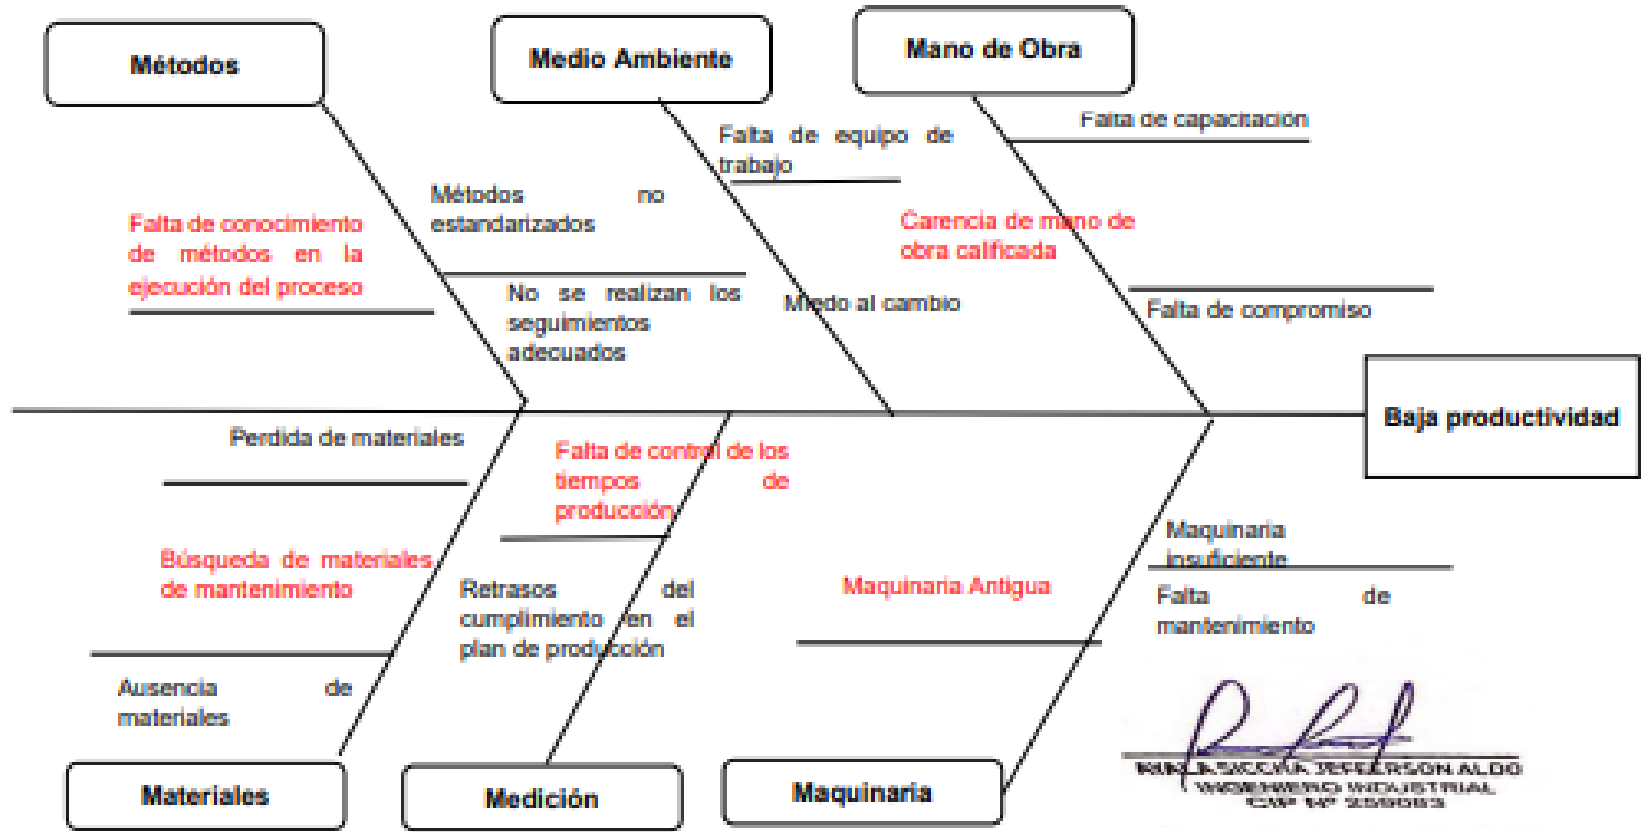 Métodos
Medio Ambiente
Mano de Obra
Falta de conocimiento
de métodos en la
ejecución del proceso
Métodos no
estandarizados
No se realizan los
seguimientos
adecuados
Falta de equipo de
trabajo
Miedo al cambio
Falta de capacitación
Carencia de mano de
obra calificada
Falta de compromiso
Baja productividad
Perdida de materiales
Búsqueda de materiales
de mantenimiento
Ausencia de
materiales
Falta de control de los
tiempos de
producción
Retrasos del
cumplimiento en el
plan de producción
Maquinaria Antigua
Maquinaria
insuficiente
Falta de
mantenimiento
JEFFERSON ALDO
INGENIERO INDUSTRIAL
Materiales
Medición
Maquinaria